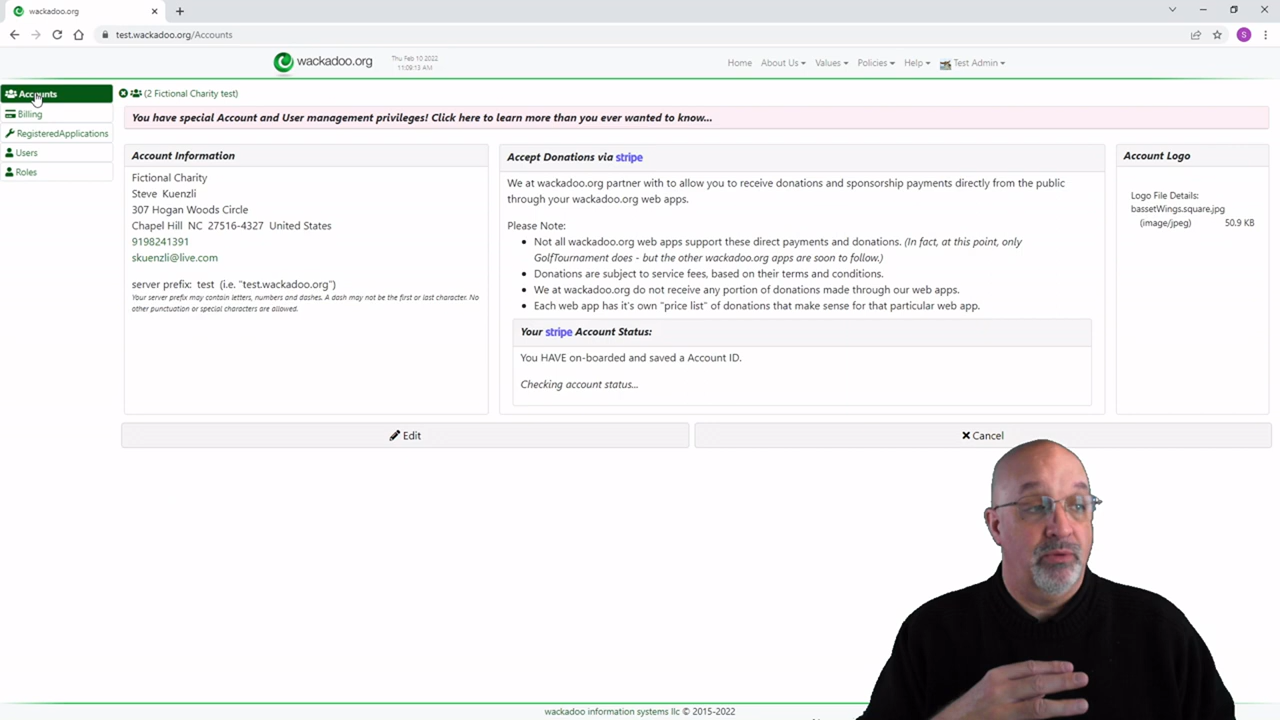 wackadoo.org
test.wackadoo.org/Accounts
S
wackadoo.org
Thu Feb 10 2022
11:09:13 AM
Home
About Us
Values
Policies
Help
Test Admin
Accounts
Billing
RegisteredApplications
Users
Roles
(2 Fictional Charity test)
You have special Account and User management privileges! Click here to learn more than you ever wanted to know...
Account Information
Fictional Charity
Steve Kuenzli
307 Hogan Woods Circle
Chapel Hill NC 27516-4327 United States
9198241391
skuenzli@live.com
server prefix: test (i.e. "test.wackadoo.org")
Your server prefix may contain letters, numbers and dashes. A dash may not be the first or last character. No
other punctuation or special characters are allowed.
Accept Donations via stripe
We at wackadoo.org partner with to allow you to receive donations and sponsorship payments directly from the public
through your wackadoo.org web apps.
Please Note:
Not all wackadoo.org web apps support these direct payments and donations. (In fact, at this point, only
GolfTournament does - but the other wackadoo.org apps are soon to follow.)
Donations are subject to service fees, based on their terms and conditions.
We at wackadoo.org do not receive any portion of donations made through our web apps.
Each web app has it's own "price list" of donations that make sense for that particular web app.
Your stripe Account Status:
You HAVE on-boarded and saved a Account ID.
Checking account status...
Account Logo
Logo File Details:
bassetWings.square.jpg
(image/jpeg) 50.9 KB
Edit
Cancel
wackadoo information systems llc © 2015-2022